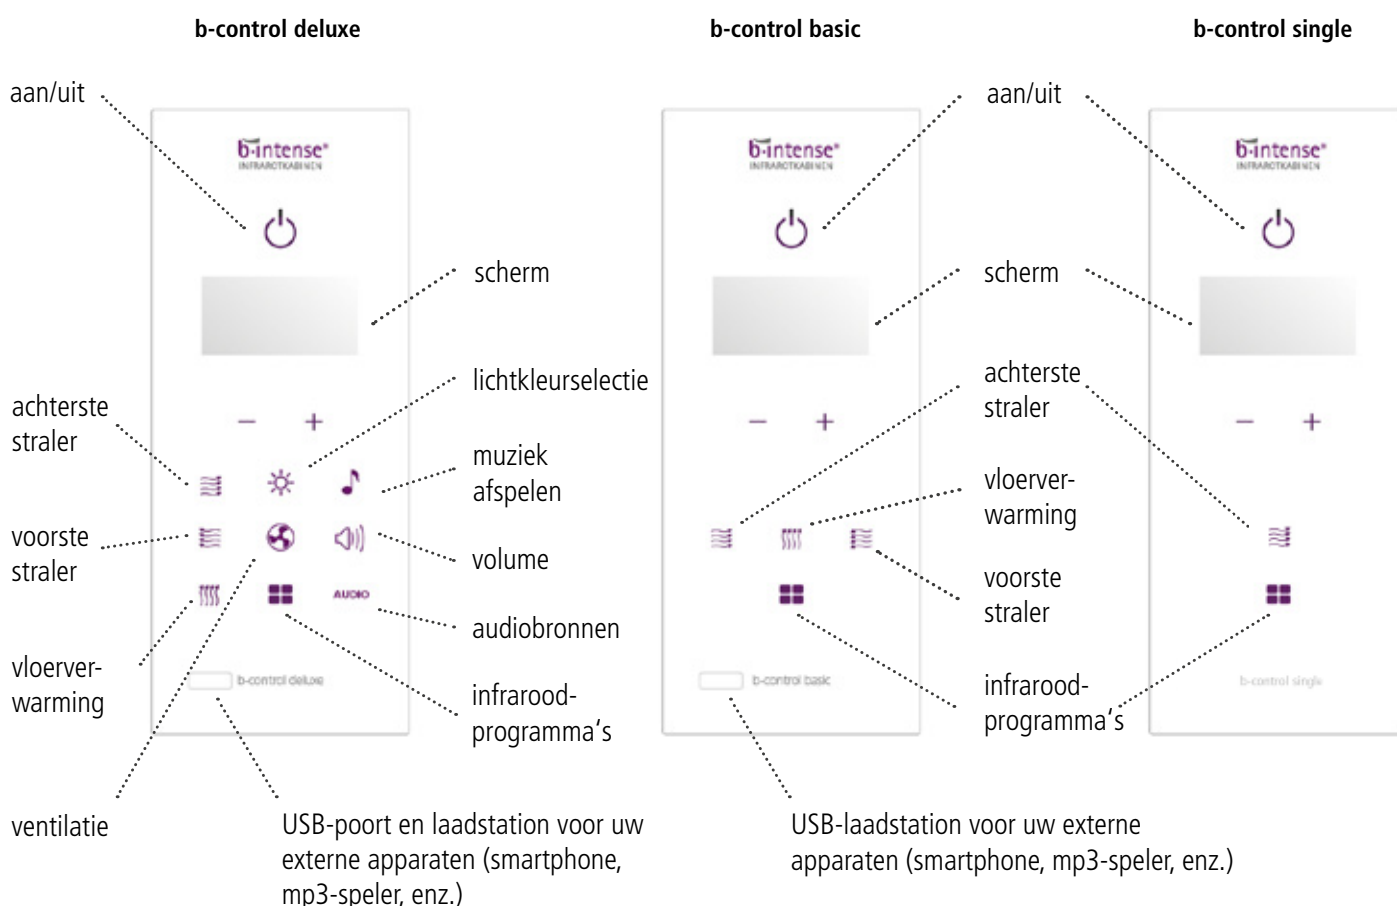 b-control deluxe
b-control basic
b-control single
aan/uit
aan/uit
b·intense®
INFRAROTKABINEN
b·intense®
INFRAROTKABINEN
b·intense®
INFRAROTKABINEN
scherm
scherm
lichtkleurselectie
achterste
straler
achterste
straler
− +
− +
− +
muziek
afspelen
vloerver-
warming
voorste
straler
volume
voorste
straler
AUDIO
audiobronnen
vloerver-
warming
b-control deluxe
infrarood-
programma‘s
b-control basic
infrarood-
programma‘s
b-control single
ventilatie
USB-poort en laadstation voor uw
externe apparaten (smartphone,
mp3-speler, enz.)
USB-laadstation voor uw externe
apparaten (smartphone, mp3-speler, enz.)